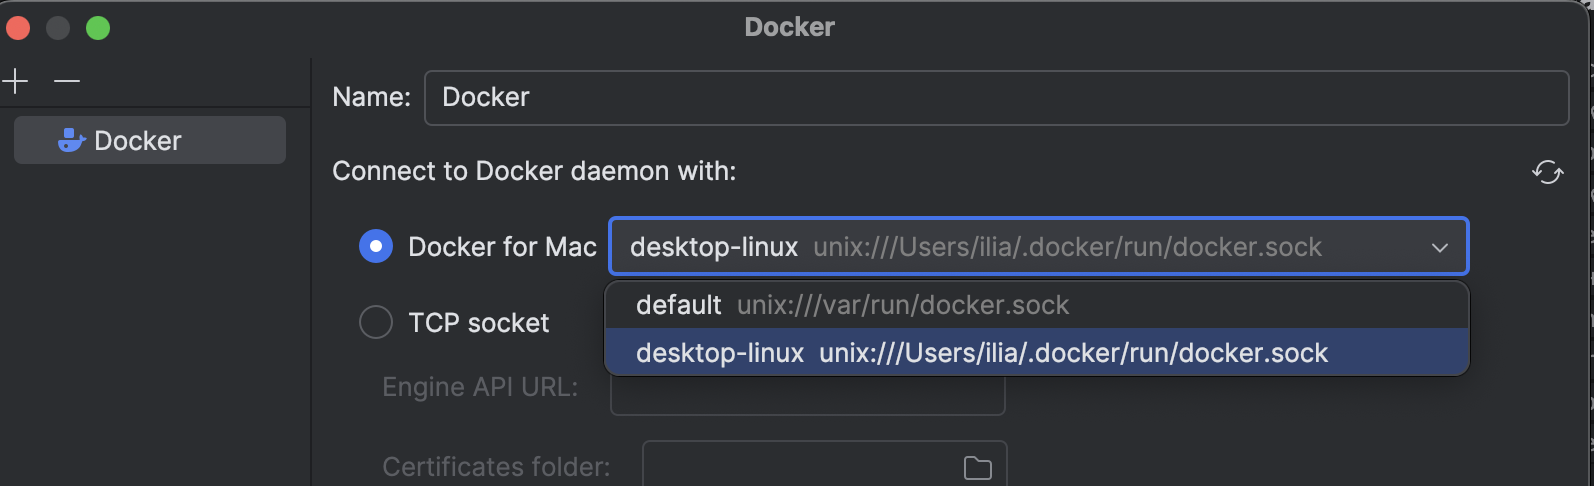 Docker
Docker
Name: Docker
Connect to Docker daemon with:
Docker for Mac desktop-linux unix:///Users/ilia/.docker/run/docker.sock
default unix:///var/run/docker.sock
TCP socket
desktop-linux unix:///Users/ilia/.docker/run/docker.sock
Engine API URL:
Certificates folder: